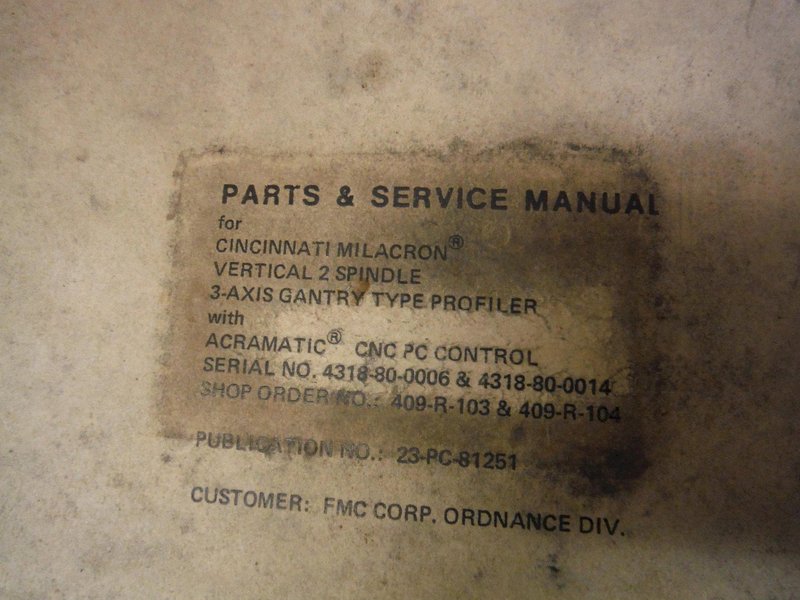 PARTS & SERVICE MANUAL
for
CINCINNATI MILACRON®
VERTICAL 2 SPINDLE
3-AXIS GANTRY TYPE PROFILER
with
ACRAMATIC® CNC PC CONTROL
SERIAL NO. 4318-80-0006 & 4318-80-0014
SHOP ORDER NO.: 409-R-103 & 409-R-104
PUBLICATION NO.: 23-PC-81251
CUSTOMER: FMC CORP. ORDNANCE DIV.